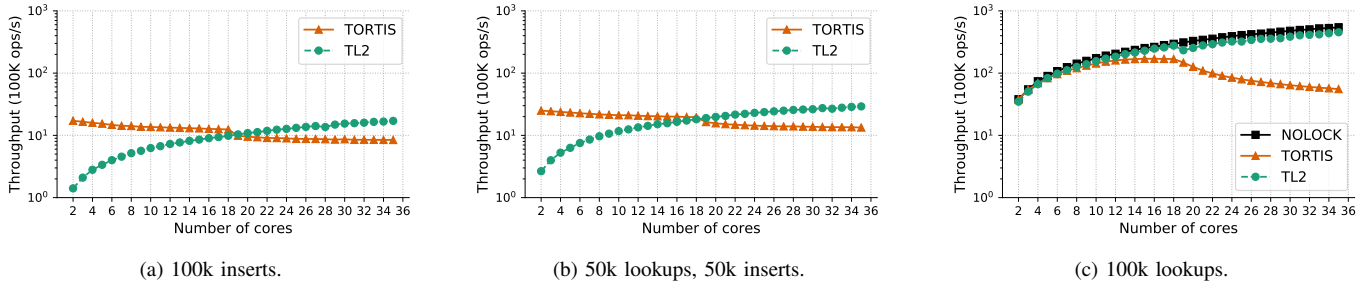 10³
10²
10¹
10⁰
Throughput (100K ops/s)
TORTIS
TL2
2 4 6 8 10 12 14 16 18 20 22 24 26 28 30 32 34 36
Number of cores
(a) 100k inserts.
10³
10²
10¹
10⁰
Throughput (100K ops/s)
TORTIS
TL2
2 4 6 8 10 12 14 16 18 20 22 24 26 28 30 32 34 36
Number of cores
(b) 50k lookups, 50k inserts.
10³
10²
10¹
10⁰
Throughput (100K ops/s)
NOLOCK
TORTIS
TL2
2 4 6 8 10 12 14 16 18 20 22 24 26 28 30 32 34 36
Number of cores
(c) 100k lookups.